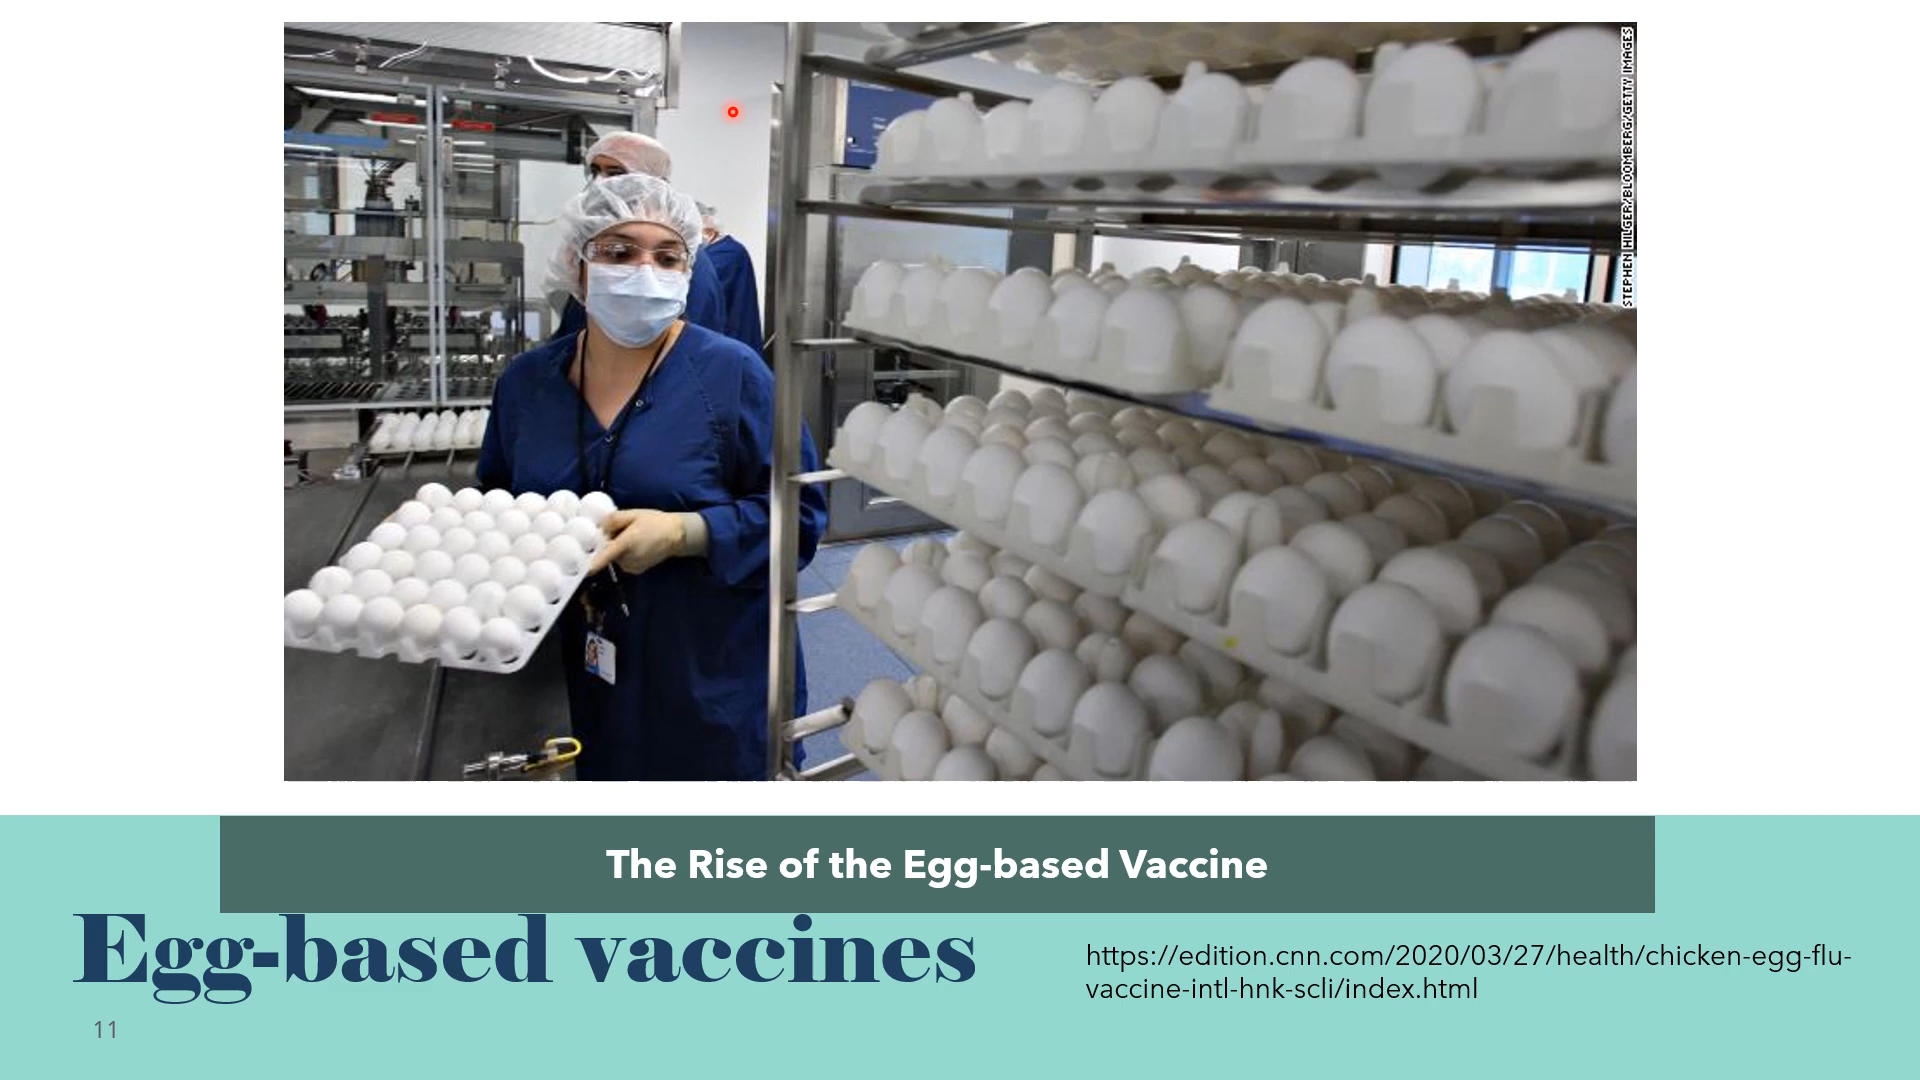 STEPHEN HILGER/BLOOMBERG/GETTY IMAGES
The Rise of the Egg-based Vaccine
Egg-based vaccines
https://edition.cnn.com/2020/03/27/health/chicken-egg-flu-
vaccine-intl-hnk-scli/index.html
11